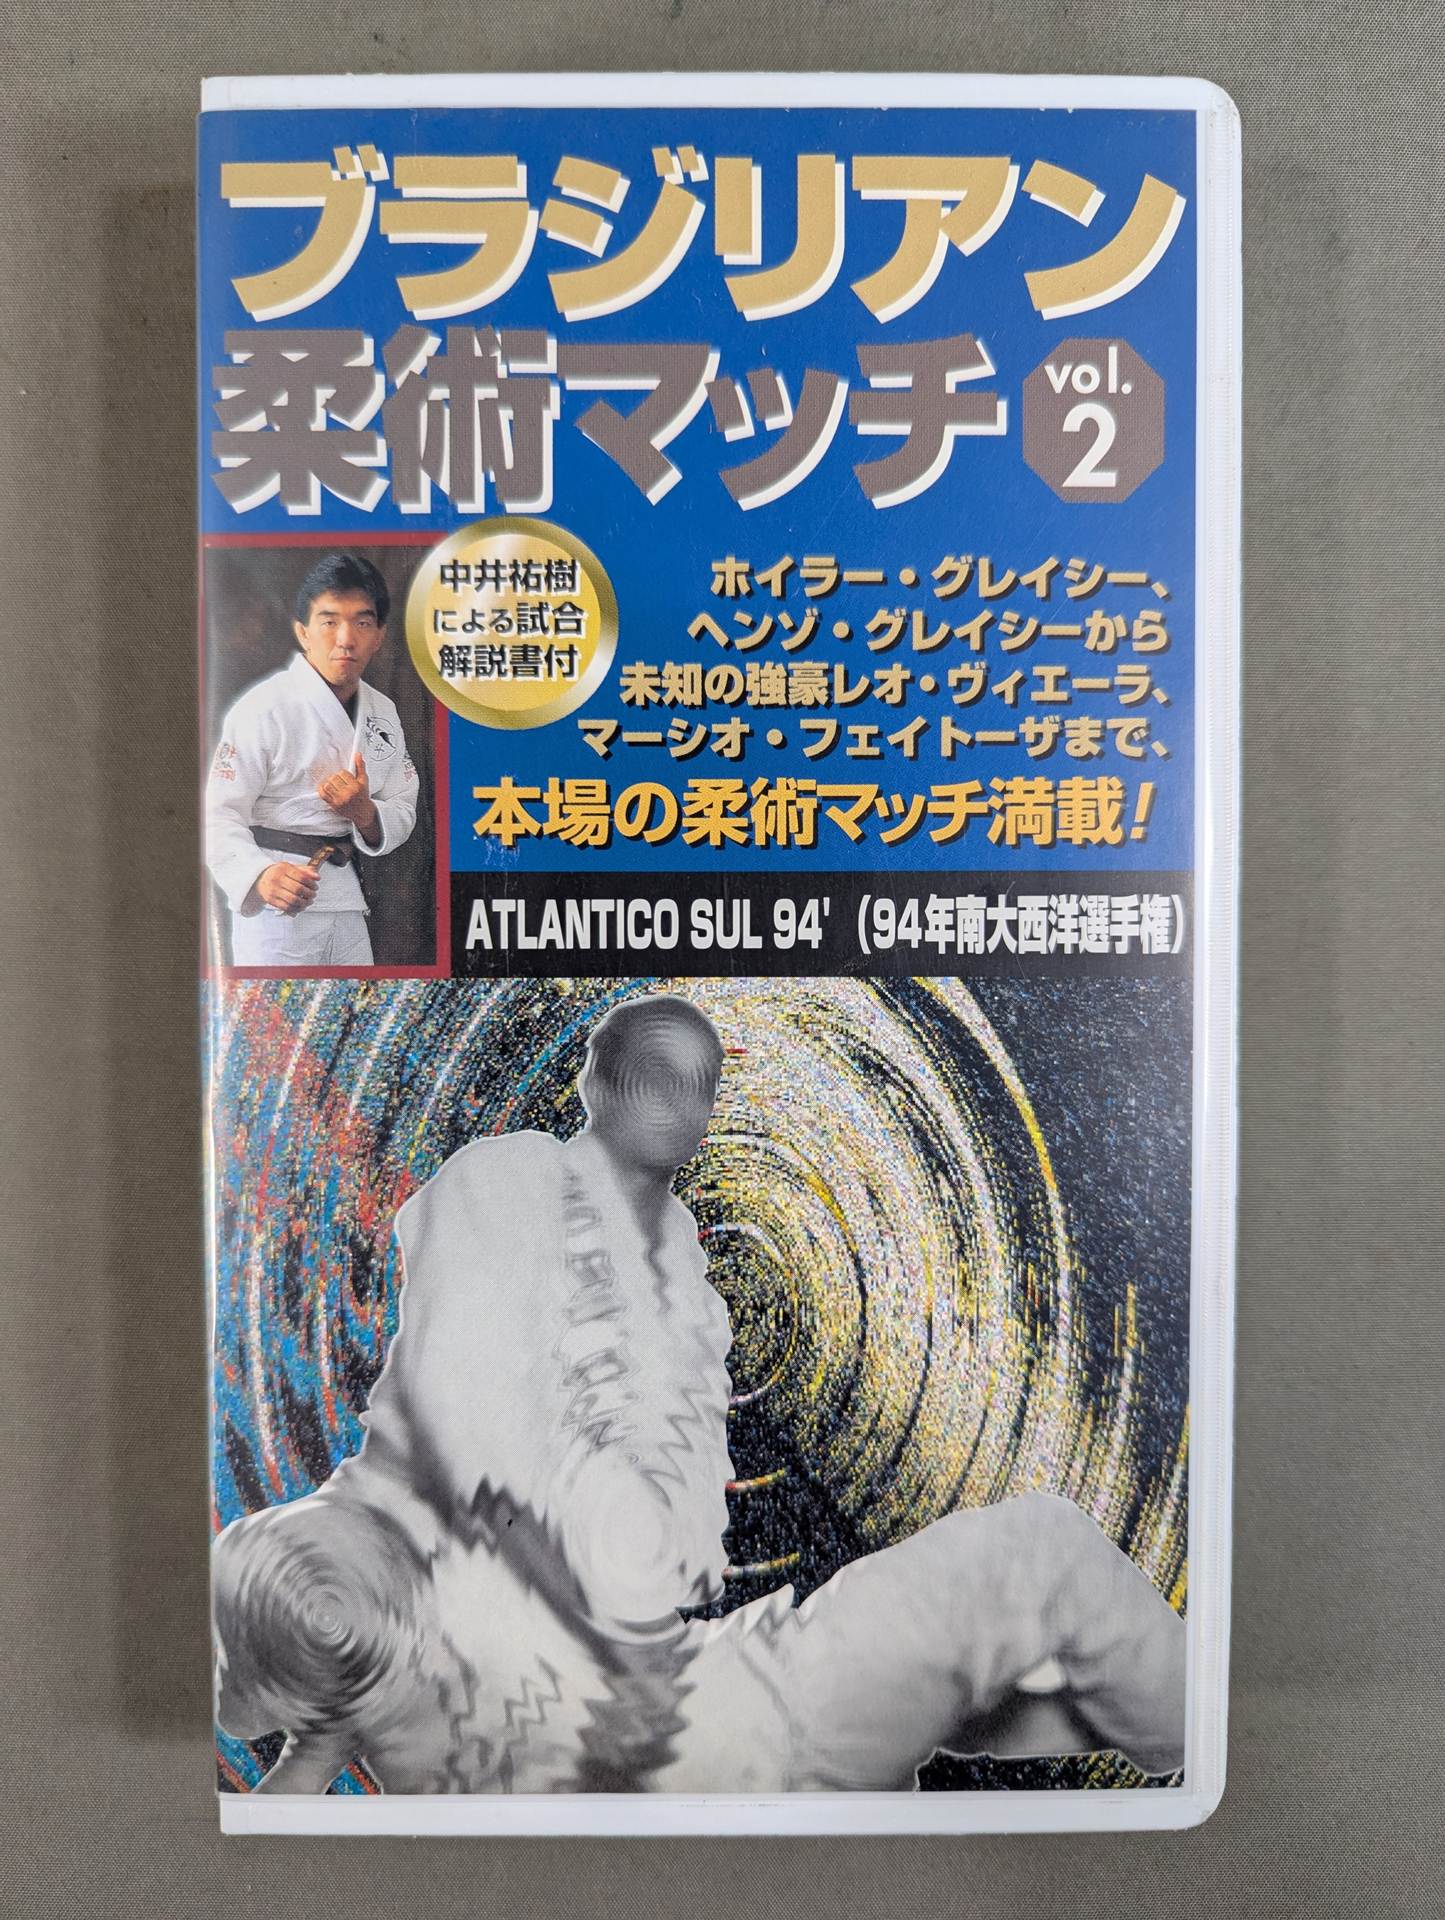 ブラジリアン
柔術マッチ
vol.
2
中井祐樹
による試合
解説書付
ホイラー・グレイシー、
ヘンゾ・グレイシーから
未知の強豪レオ・ヴィエーラ、
マーシオ・フェイトーザまで、
本場の柔術マッチ満載!
ATLANTICO SUL 94' (94年南大西洋選手権)